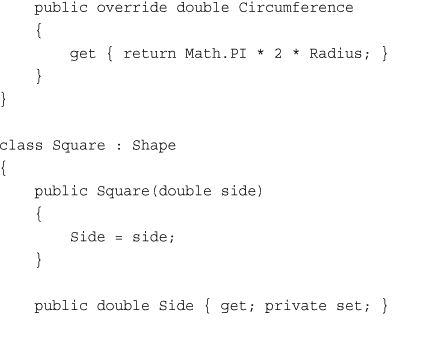 public override double Circumference
{
get { return Math.PI * 2 * Radius; }
}
}
class Square : Shape
{
public Square(double side)
{
Side = side;
}
public double Side { get; private set; }